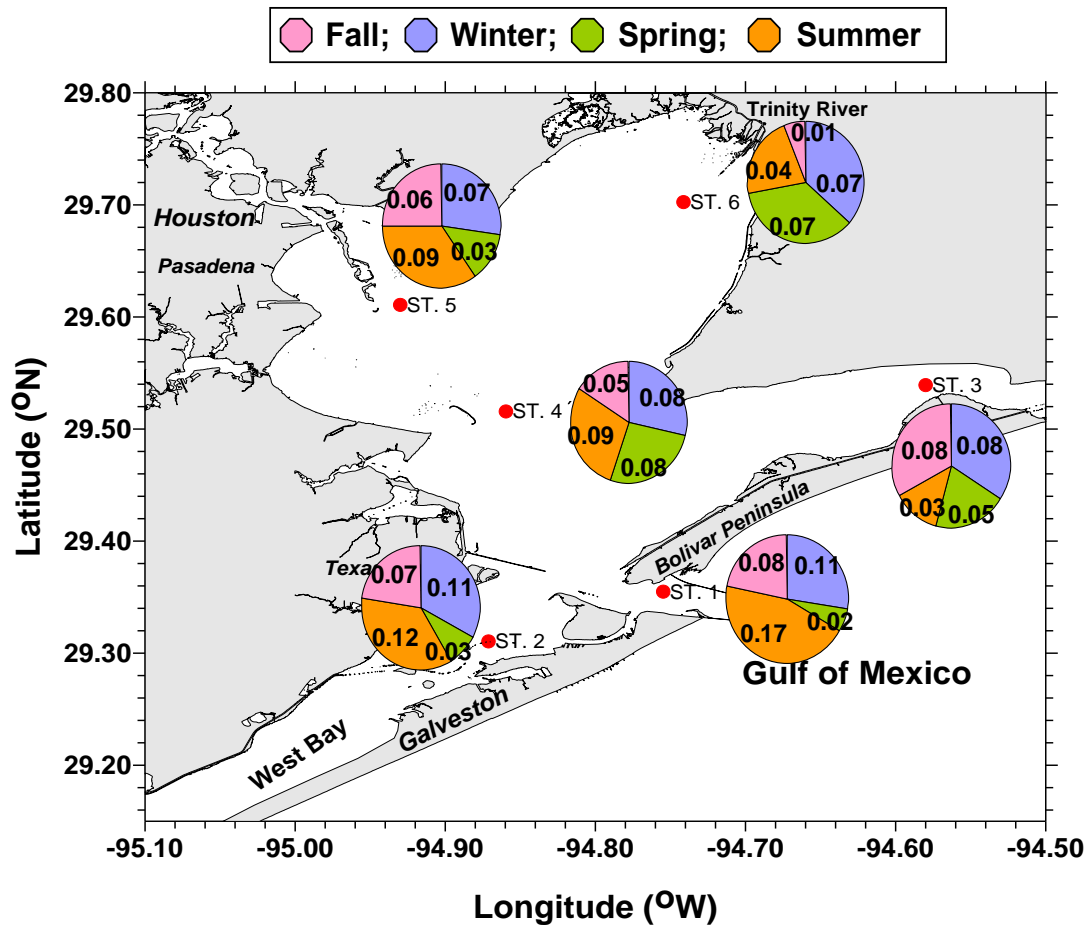 Fall; Winter; Spring; Summer
29.80
Trinity River
0.01
0.04 0.07
0.07
ST. 6
29.70
0.06 0.07
0.09 0.03
Houston
Pasadena
ST. 5
29.60
0.05 0.08
0.09
0.08
ST. 4
ST. 3
29.50
0.08 0.08
0.03 0.05
Bolivar Peninsula
29.40
Texa
0.07 0.11
0.12 0.03
ST. 2
0.08 0.11
0.17 0.02
ST. 1
29.30
Gulf of Mexico
Galveston
West Bay
29.20
-95.10 -95.00 -94.90 -94.80 -94.70 -94.60 -94.50
Latitude (ᴼN)
Longitude (ᴼW)